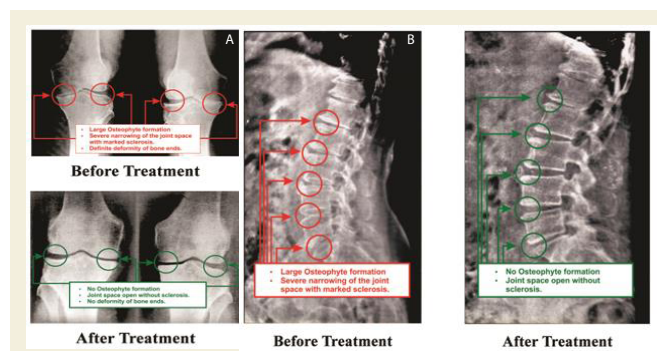 A
• Large Osteophyte formation
• Severe narrowing of the joint space
with marked sclerosis.
• Definite deformity of bone ends.
Before Treatment
• No Osteophyte formation
• Joint space open without sclerosis.
• No deformity of bone ends.
After Treatment
B
• Large Osteophyte formation
• Severe narrowing of the joint
space with marked sclerosis.
Before Treatment
• No Osteophyte formation
• Joint space open without
sclerosis.
After Treatment